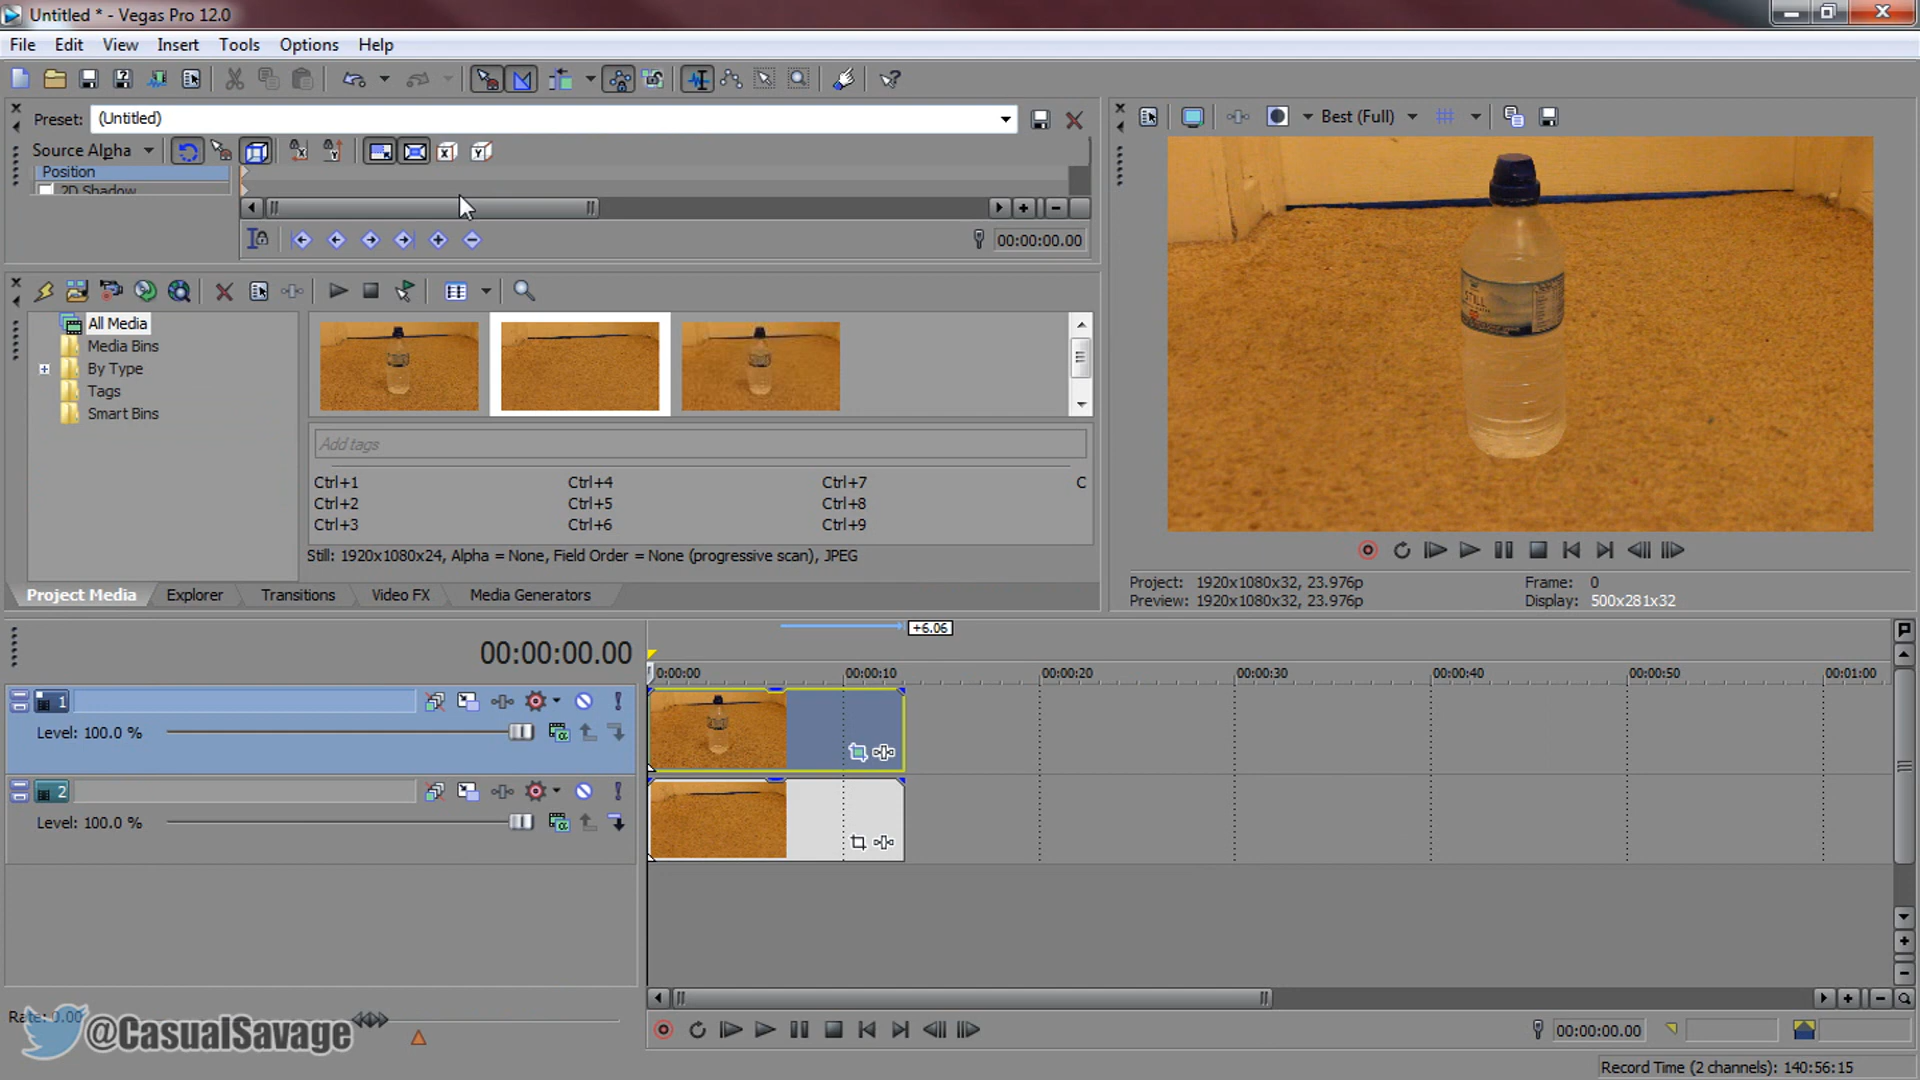 Untitled * - Vegas Pro 12.0
File Edit View Insert Tools Options Help
Preset: (Untitled)
Best (Full)
Source Alpha
Position
2D Shadow
00:00:00.00
All Media
Media Bins
By Type
Tags
Smart Bins
STILL
Add tags
Ctrl+1 Ctrl+4 Ctrl+7 C
Ctrl+2 Ctrl+5 Ctrl+8
Ctrl+3 Ctrl+6 Ctrl+9
Still: 1920x1080x24, Alpha = None, Field Order = None (progressive scan), JPEG
Project Media Explorer Transitions Video FX Media Generators
Project: 1920x1080x32, 23.976p Frame: 0
Preview: 1920x1080x32, 23.976p Display: 500x281x32
+6.06
00:00:00.00
0:00:00 00:00:10 00:00:20 00:00:30 00:00:40 00:00:50 00:01:00
1
Level: 100.0 %
2
Level: 100.0 %
Rate: 0.00
@CasualSavage
00:00:00.00
Record Time (2 channels): 140:56:15